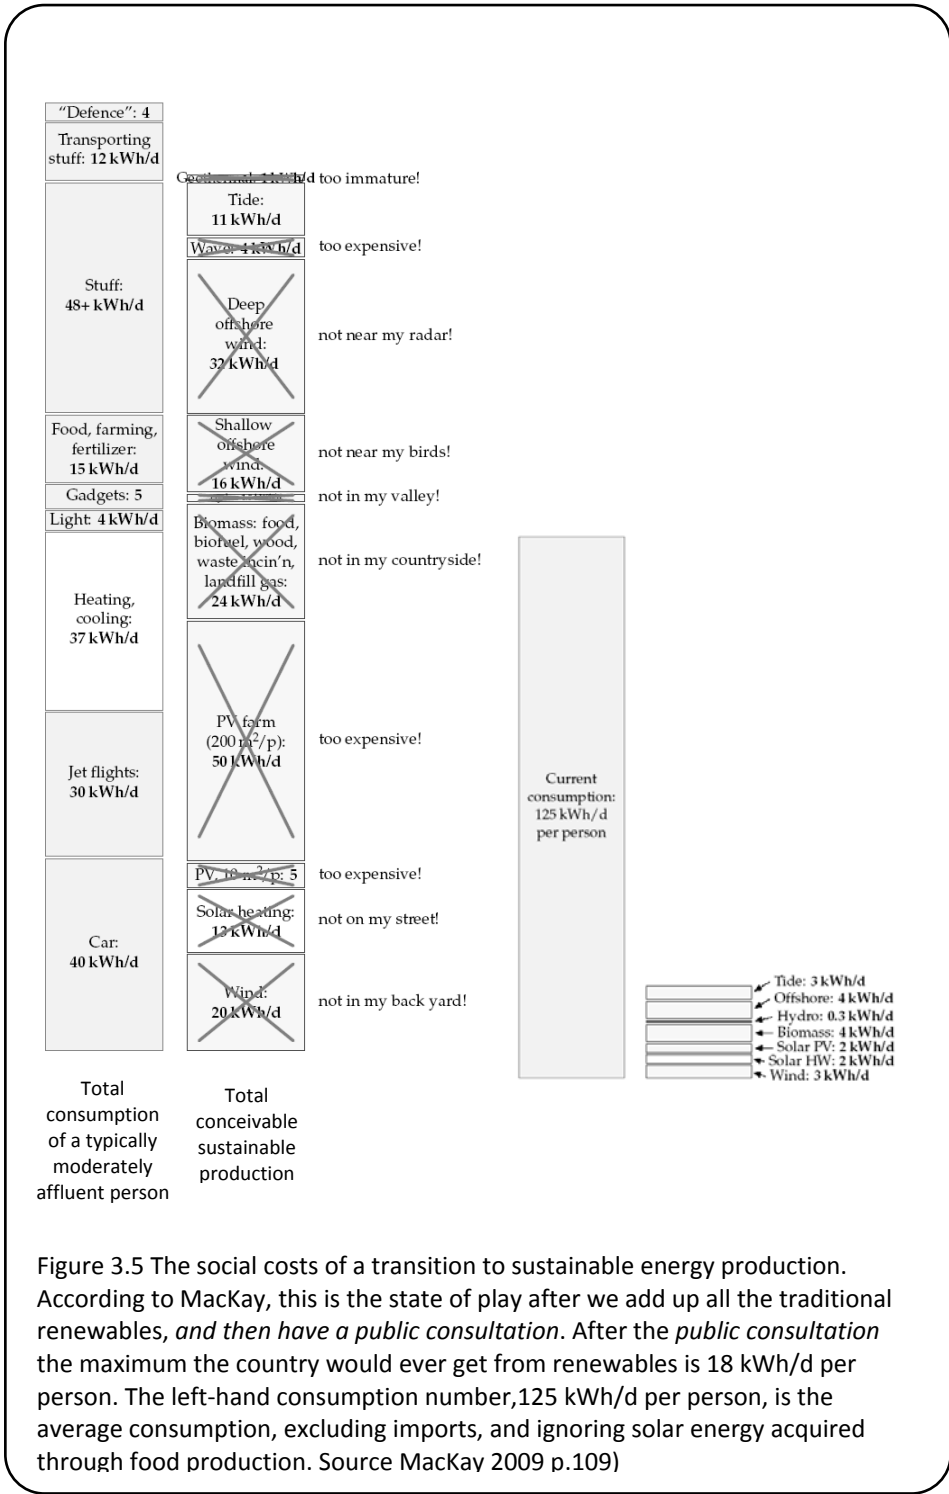 “Defence”: 4
Transporting
stuff: 12 kWh/d
Stuff:
48+ kWh/d
Food, farming,
fertilizer:
15 kWh/d
Gadgets: 5
Light: 4 kWh/d
Heating,
cooling:
37 kWh/d
Jet flights:
30 kWh/d
Car:
40 kWh/d
Total
consumption
of a typically
moderately
affluent person
Geothermal: 1 kWh/d too immature!
Tide:
11 kWh/d
Wave: 4 kWh/d too expensive!
Deep
offshore
wind:
32 kWh/d
not near my radar!
Shallow
offshore
wind:
16 kWh/d
not near my birds!
not in my valley!
Biomass: food,
biofuel, wood,
waste incin’n,
landfill gas:
24 kWh/d
not in my countryside!
PV farm
(200 m²/p):
50 kWh/d
too expensive!
PV, 10 m²/p: 5 too expensive!
Solar heating:
13 kWh/d
not on my street!
Wind:
20 kWh/d
not in my back yard!
Total
conceivable
sustainable
production
Current
consumption:
125 kWh/d
per person
Tide: 3 kWh/d
Offshore: 4 kWh/d
Hydro: 0.3 kWh/d
Biomass: 4 kWh/d
Solar PV: 2 kWh/d
Solar HW: 2 kWh/d
Wind: 3 kWh/d
Figure 3.5 The social costs of a transition to sustainable energy production.
According to MacKay, this is the state of play after we add up all the traditional
renewables, and then have a public consultation. After the public consultation
the maximum the country would ever get from renewables is 18 kWh/d per
person. The left-hand consumption number,125 kWh/d per person, is the
average consumption, excluding imports, and ignoring solar energy acquired
through food production. Source MacKay 2009 p.109)